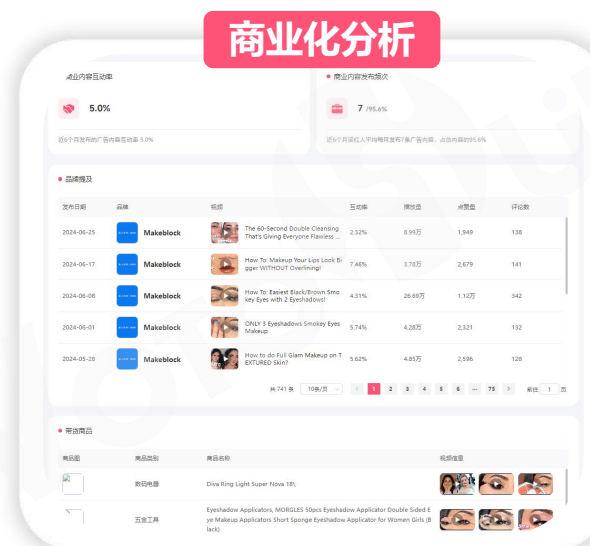 商业化分析
业内容互动率
商业内容发布频次
5.0%
7 /95.6%
近6个月发布的广告内容互动率 5.0%
近6个月该红人平均每月发布7条广告内容，占总内容的95.6%
品牌提及
发布日期 品牌 视频 互动率 播放量 点赞量 评论数
2024-06-25 Makeblock The 60-Second Double Cleansing 2.32% 8.99万 1,949 138
That's Giving Everyone Flawless ...
2024-06-17 Makeblock How To: Makeup Your Lips Look Bi 7.46% 3.78万 2,679 141
gger WITHOUT Overlining!
2024-06-08 Makeblock How To: Easiest Black/Brown Smo 4.51% 26.69万 1.12万 342
key Eyes with 2 Eyeshadows!
2024-06-01 Makeblock ONLY 3 Eyeshadows Smokey Eyes 5.74% 4.28万 2,321 132
Makeup
2024-05-28 Makeblock How to do Full Glam Makeup on T 5.62% 4.85万 2,596 128
EXTURED Skin?
共 741 条 10条/页 1 2 3 4 5 6 ... 75 前往 1 页
带货商品
商品图 商品类别 商品名称 视频信息
数码电器 Diva Ring Light Super Nova 18\
Eyeshadow Applicators, MORGLES 50pcs Eyeshadow Applicator Double Sided E
五金工具 ye Makeup Applicators Short Sponge Eyeshadow Applicator for Women Girls (B
lack)